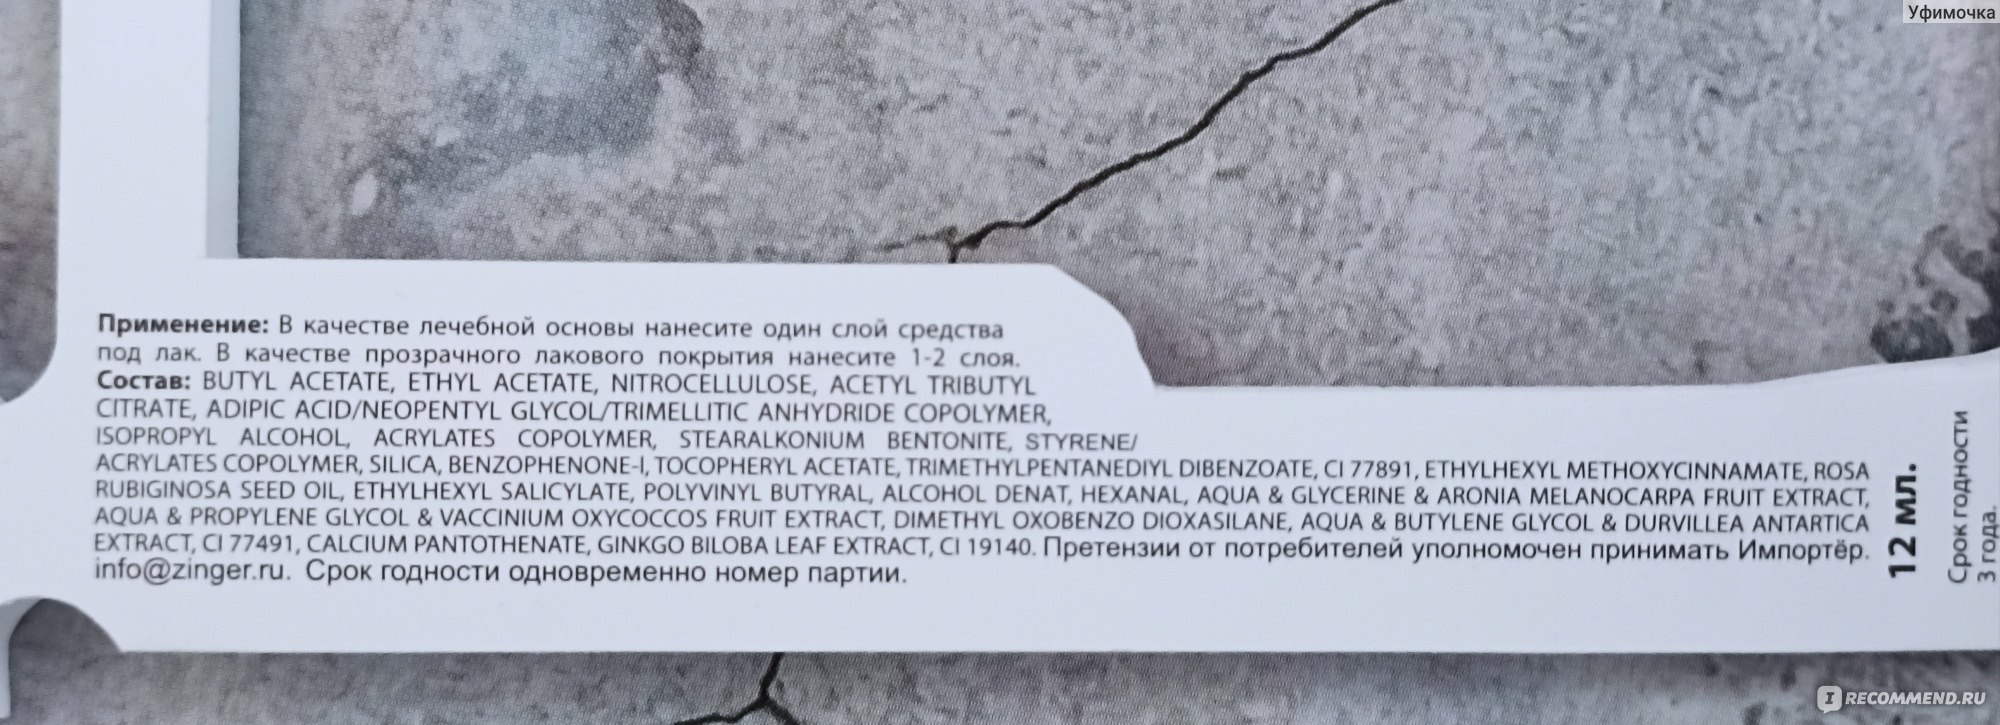 Уфимочка
Применение: В качестве лечебной основы нанесите один слой средства
под лак. В качестве прозрачного лакового покрытия нанесите 1-2 слоя.
Состав: BUTYL ACETATE, ETHYL ACETATE, NITROCELLULOSE, ACETYL TRIBUTYL
CITRATE, ADIPIC ACID/NEOPENTYL GLYCOL/TRIMELLITIC ANHYDRIDE COPOLYMER,
ISOPROPYL ALCOHOL, ACRYLATES COPOLYMER, STEARALKONIUM BENTONITE, STYRENE/
ACRYLATES COPOLYMER, SILICA, BENZOPHENONE-I, TOCOPHERYL ACETATE, TRIMETHYLPENTANEDIYL DIBENZOATE, CI 77891, ETHYLHEXYL METHOXYCINNAMATE, ROSA
RUBIGINOSA SEED OIL, ETHYLHEXYL SALICYLATE, POLYVINYL BUTYRAL, ALCOHOL DENAT, HEXANAL, AQUA & GLYCERINE & ARONIA MELANOCARPA FRUIT EXTRACT,
AQUA & PROPYLENE GLYCOL & VACCINIUM OXYCOCCOS FRUIT EXTRACT, DIMETHYL OXOBENZO DIOXASILANE, AQUA & BUTYLENE GLYCOL & DURVILLEA ANTARTICA
EXTRACT, CI 77491, CALCIUM PANTOTHENATE, GINKGO BILOBA LEAF EXTRACT, CI 19140. Претензии от потребителей уполномочен принимать Импортёр.
info@zinger.ru. Срок годности одновременно номер партии.
12 мл.
Срок годности
3 года.
IRECOMMEND.RU